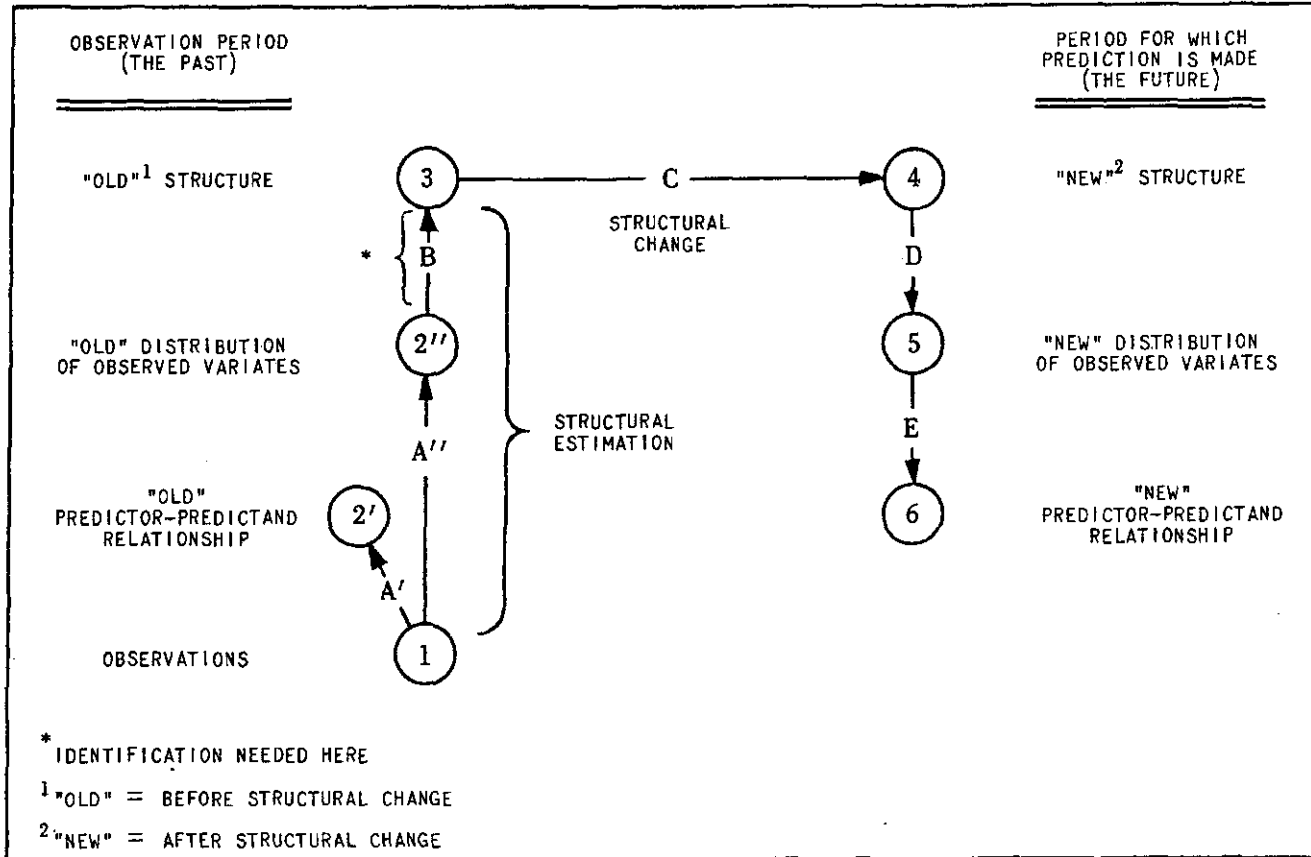 OBSERVATION PERIOD
(THE PAST)
PERIOD FOR WHICH
PREDICTION IS MADE
(THE FUTURE)
"OLD"1 STRUCTURE
3
C
4
"NEW"2 STRUCTURE
STRUCTURAL
CHANGE
*
B
D
"OLD" DISTRIBUTION
OF OBSERVED VARIATES
2''
5
"NEW" DISTRIBUTION
OF OBSERVED VARIATES
STRUCTURAL
ESTIMATION
A''
E
"OLD"
PREDICTOR-PREDICTAND
RELATIONSHIP
2'
6
"NEW"
PREDICTOR-PREDICTAND
RELATIONSHIP
A'
OBSERVATIONS
1
* IDENTIFICATION NEEDED HERE
1 "OLD" = BEFORE STRUCTURAL CHANGE
2 "NEW" = AFTER STRUCTURAL CHANGE